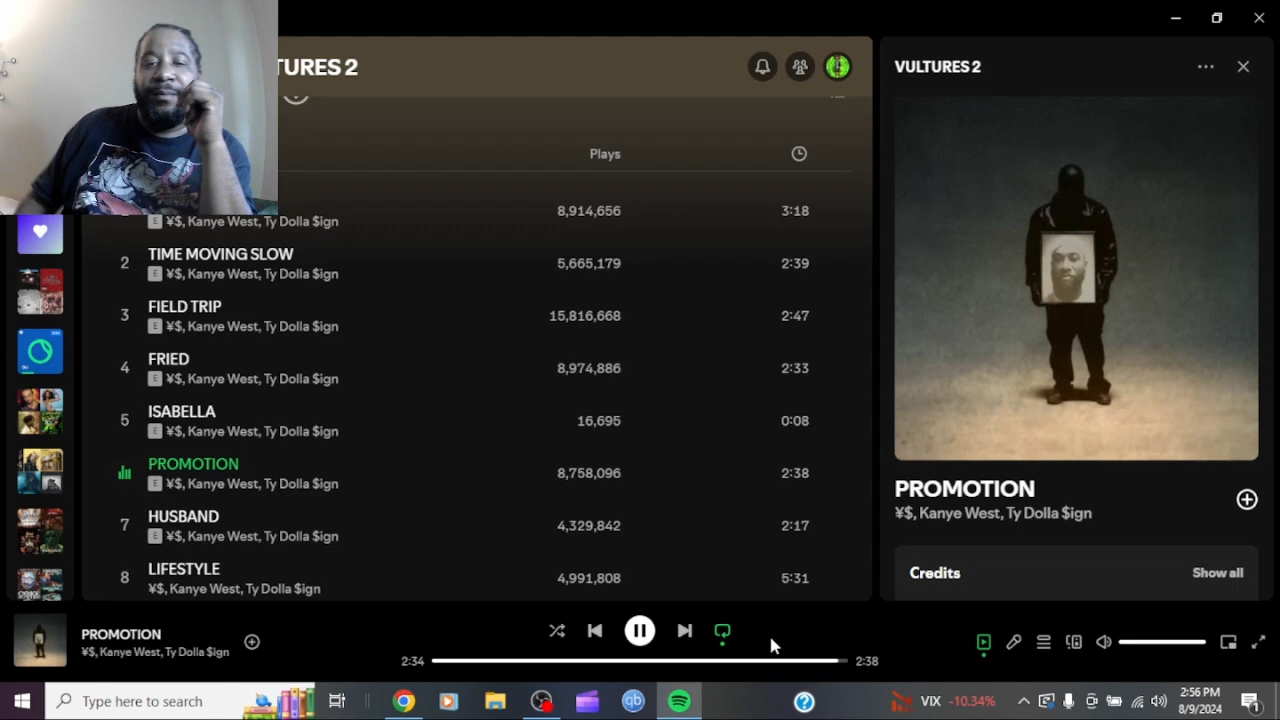 TURES 2
VULTURES 2
Plays
¥$, Kanye West, Ty Dolla $ign
8,914,656
3:18
2
TIME MOVING SLOW
E ¥$, Kanye West, Ty Dolla $ign
5,665,179
2:39
3
FIELD TRIP
E ¥$, Kanye West, Ty Dolla $ign
15,816,668
2:47
4
FRIED
E ¥$, Kanye West, Ty Dolla $ign
8,974,886
2:33
5
ISABELLA
E ¥$, Kanye West, Ty Dolla $ign
16,695
0:08
PROMOTION
E ¥$, Kanye West, Ty Dolla $ign
8,758,096
2:38
7
HUSBAND
E ¥$, Kanye West, Ty Dolla $ign
4,329,842
2:17
8
LIFESTYLE
¥$, Kanye West, Ty Dolla $ign
4,991,808
5:31
PROMOTION
¥$, Kanye West, Ty Dolla $ign
Credits
Show all
PROMOTION
¥$, Kanye West, Ty Dolla $ign
2:34
2:38
Type here to search
qb
VIX -10.34%
2:56 PM
8/9/2024
1